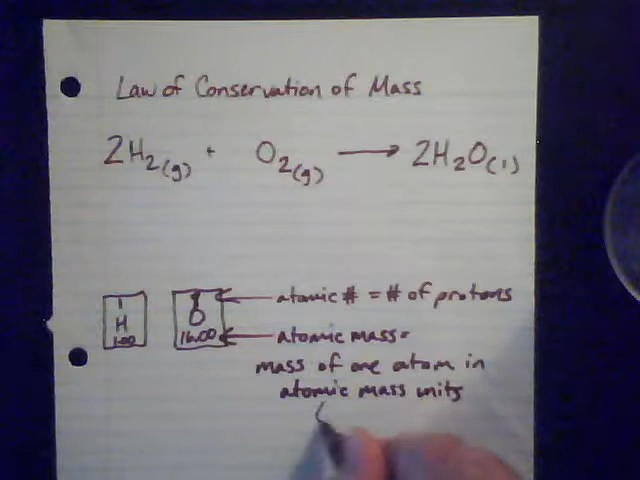 Law of Conservation of Mass
2H2(g) + O2(g) → 2H2O(l)
1
H
1.00
O
16.00
atomic # = # of protons
atomic mass =
mass of one atom in
atomic mass units
(